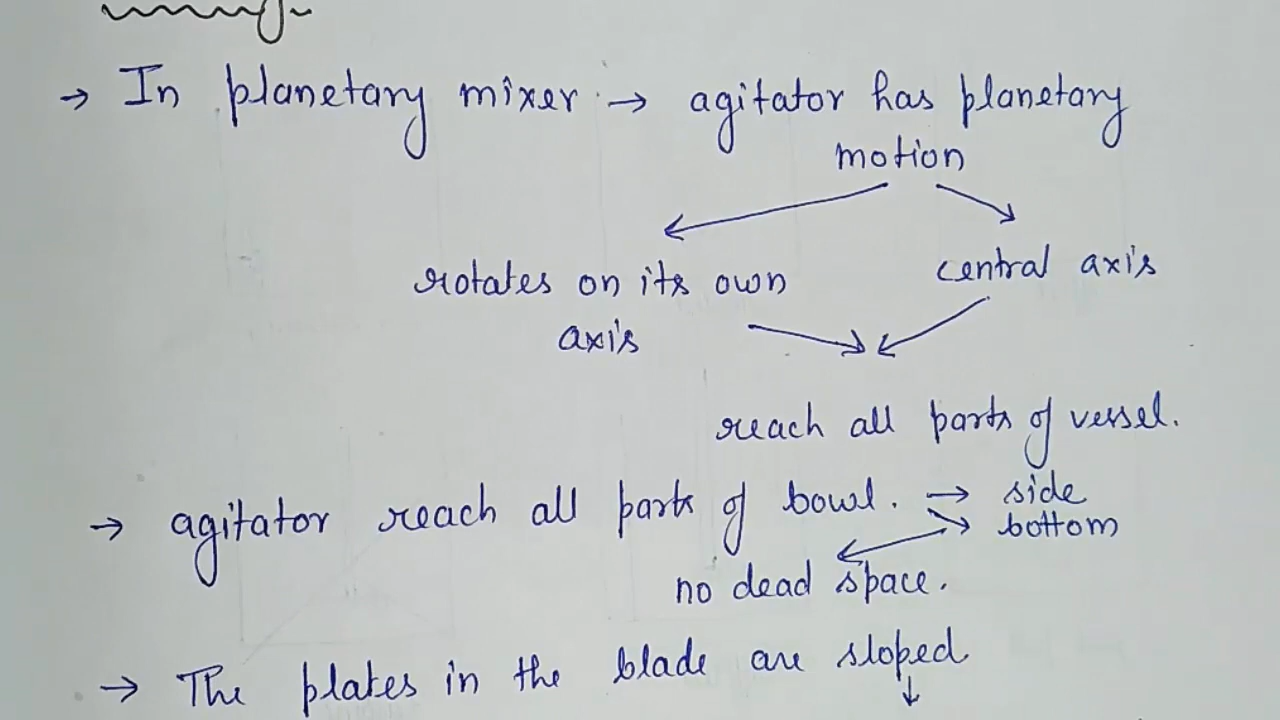 → In planetary mixer → agitator has planetary
motion
rotates on its own
central axis
axis
reach all parts of vessel.
→ agitator reach all parts of bowl. → side
bottom
no dead space.
→ The plates in the blade are sloped
↓